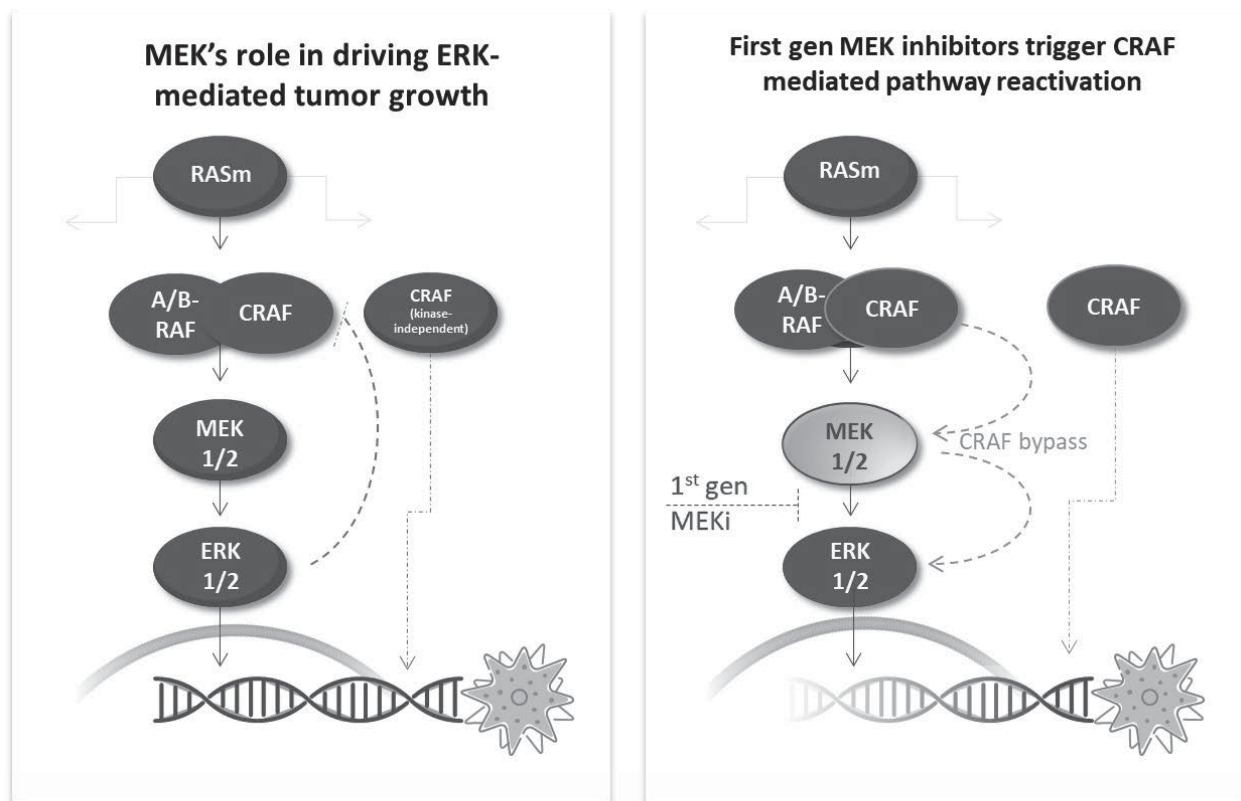 MEK's role in driving ERK-
mediated tumor growth
RASm
A/B-
RAF
CRAF
CRAF
(kinase-
independent)
MEK
1/2
ERK
1/2
First gen MEK inhibitors trigger CRAF
mediated pathway reactivation
RASm
A/B-
RAF
CRAF
CRAF
MEK
1/2
CRAF bypass
1st gen
MEKi
ERK
1/2